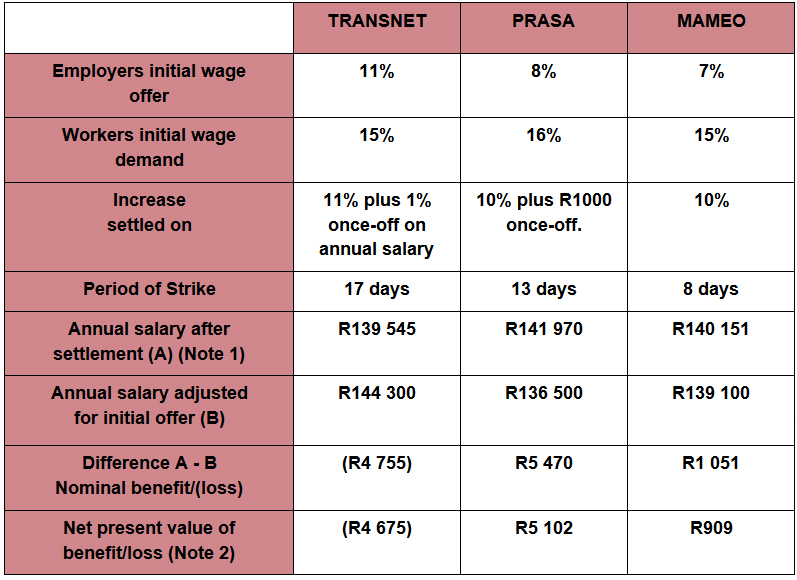 TRANSNET PRASA MAMEO
Employers initial wage offer 11% 8% 7%
Workers initial wage demand 15% 16% 15%
Increase settled on 11% plus 1% once-off on annual salary 10% plus R1000 once-off. 10%
Period of Strike 17 days 13 days 8 days
Annual salary after settlement (A) (Note 1) R139 545 R141 970 R140 151
Annual salary adjusted for initial offer (B) R144 300 R136 500 R139 100
Difference A - B Nominal benefit/(loss) (R4 755) R5 470 R1 051
Net present value of benefit/loss (Note 2) (R4 675) R5 102 R909